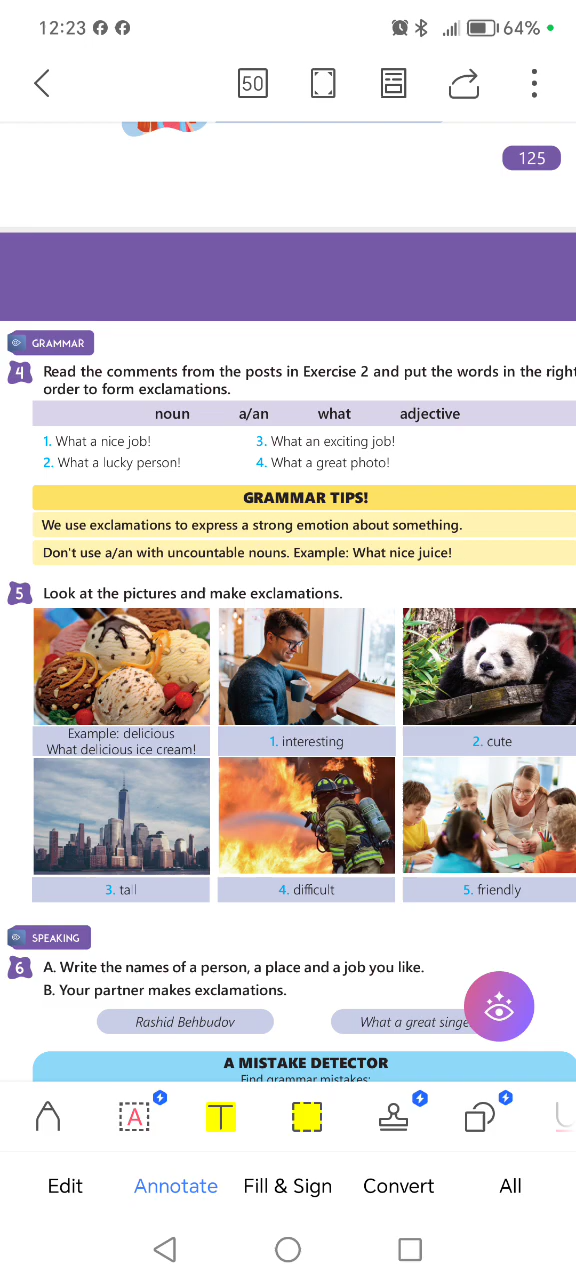 12:23
64%
50
125
GRAMMAR
4 Read the comments from the posts in Exercise 2 and put the words in the right
order to form exclamations.
noun a/an what adjective
1. What a nice job! 3. What an exciting job!
2. What a lucky person! 4. What a great photo!
GRAMMAR TIPS!
We use exclamations to express a strong emotion about something.
Don't use a/an with uncountable nouns. Example: What nice juice!
5 Look at the pictures and make exclamations.
Example: delicious
What delicious ice cream!
1. interesting
2. cute
3. tall
4. difficult
5. friendly
SPEAKING
6 A. Write the names of a person, a place and a job you like.
B. Your partner makes exclamations.
Rashid Behbudov What a great singe
A MISTAKE DETECTOR
Find grammar mistakes:
A T
Edit Annotate Fill & Sign Convert All